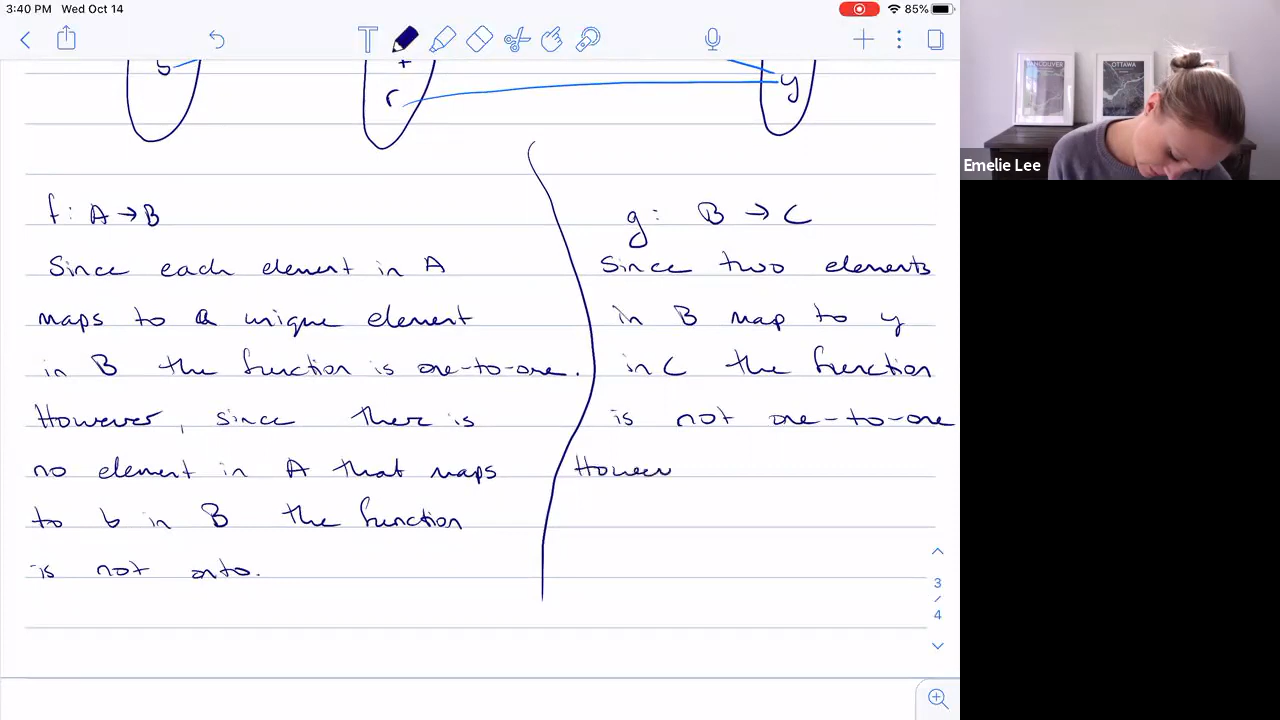 3:40 PM Wed Oct 14
85%
T
VANCOUVER
OTTAWA
Emelie Lee
r
y
f: A → B
Since each element in A
maps to a unique element
in B the function is one-to-one.
However, since there is
no element in A that maps
to b in B the function
is not onto.
g: B → C
Since two elements
in B map to y
in C the function
is not one-to-one
Howev
3
/
4